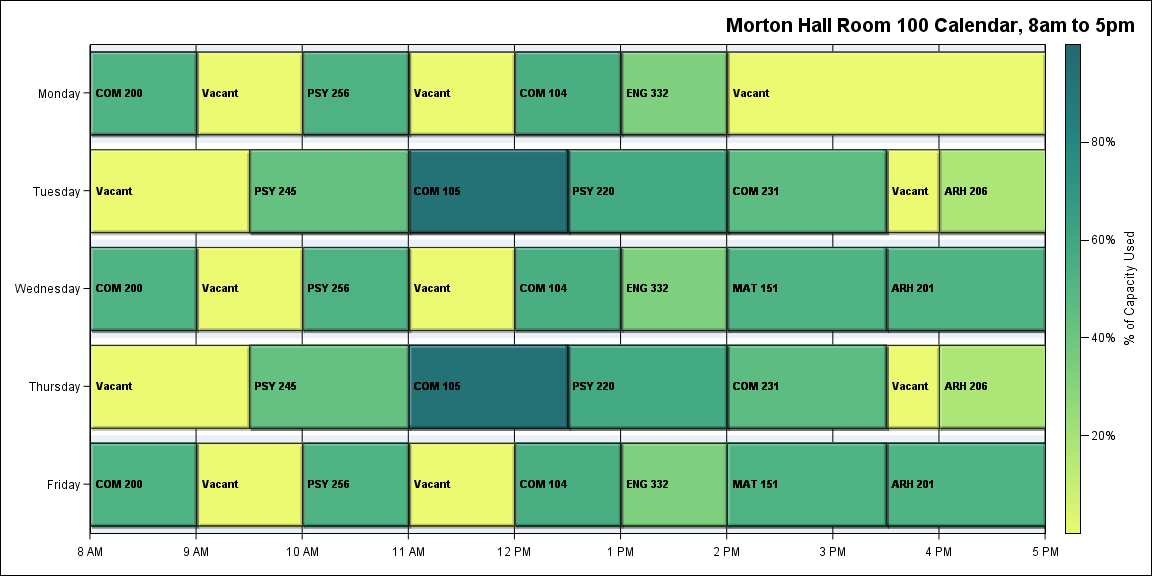 Morton Hall Room 100 Calendar, 8am to 5pm
Monday
COM 200
Vacant
PSY 256
Vacant
COM 104
ENG 332
Vacant
Tuesday
Vacant
PSY 245
COM 105
PSY 220
COM 231
Vacant
ARH 206
Wednesday
COM 200
Vacant
PSY 256
Vacant
COM 104
ENG 332
MAT 151
ARH 201
Thursday
Vacant
PSY 245
COM 105
PSY 220
COM 231
Vacant
ARH 206
Friday
COM 200
Vacant
PSY 256
Vacant
COM 104
ENG 332
MAT 151
ARH 201
8 AM
9 AM
10 AM
11 AM
12 PM
1 PM
2 PM
3 PM
4 PM
5 PM
80%
60%
40%
20%
% of Capacity Used